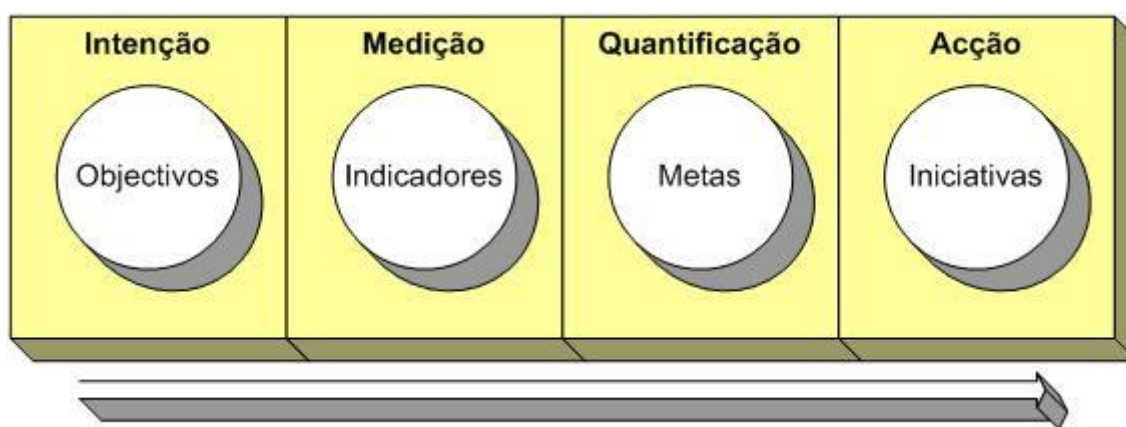 Intenção
Medição
Quantificação
Acção
Objectivos
Indicadores
Metas
Iniciativas